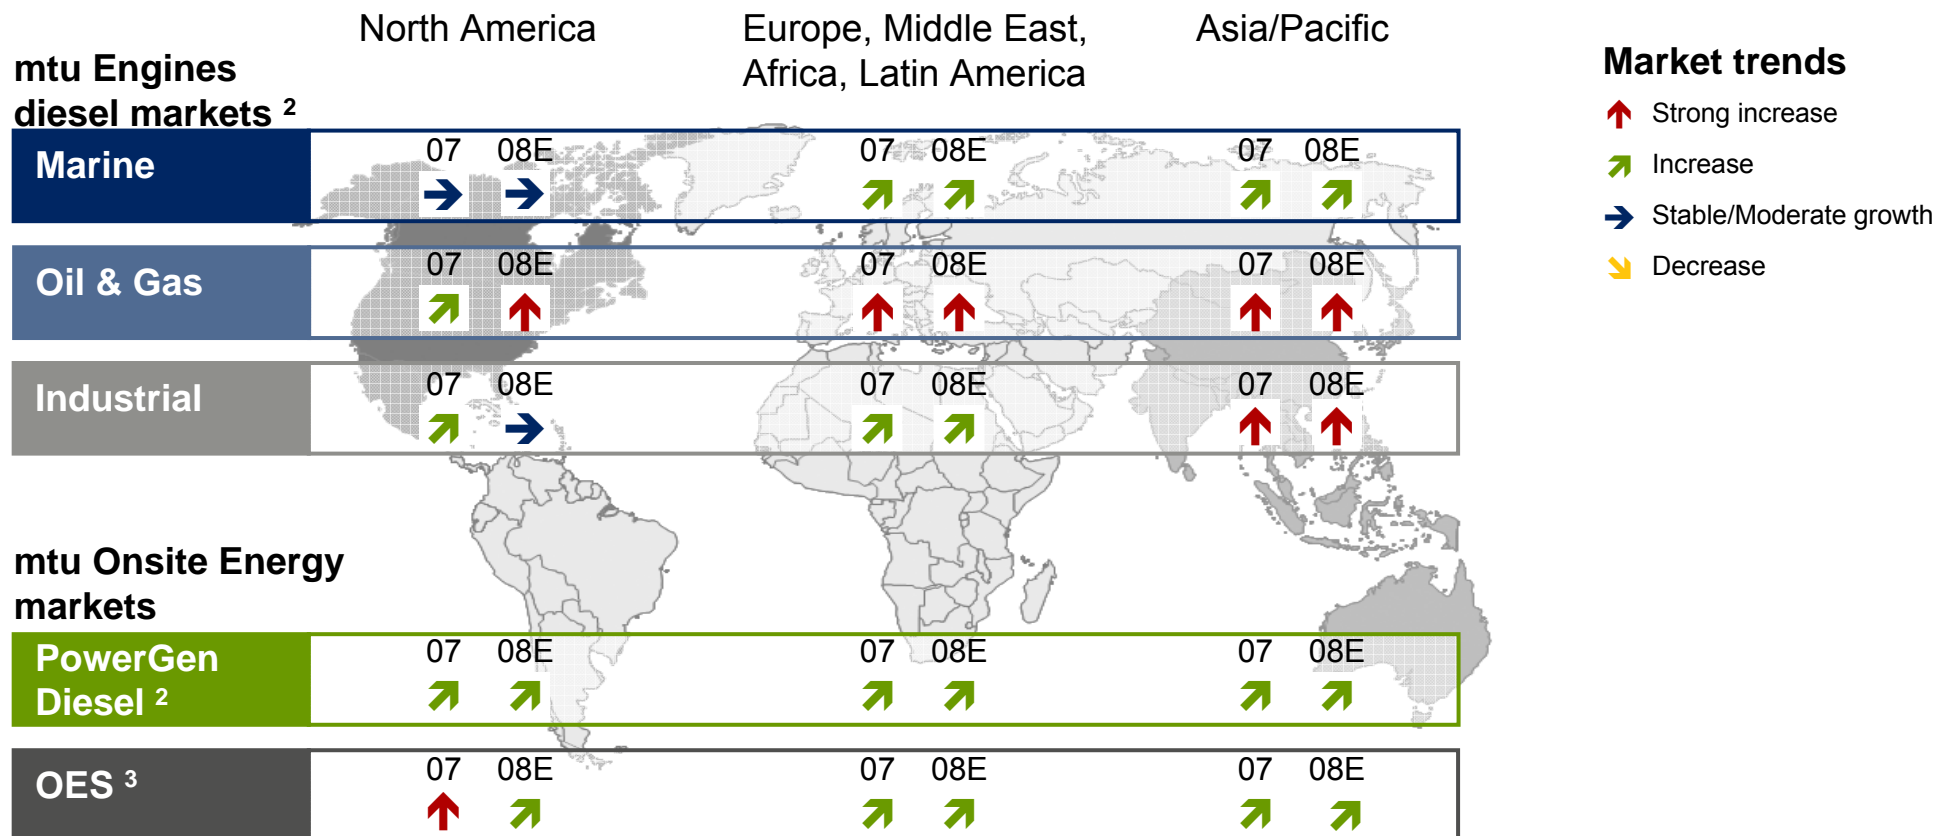 North America
Europe, Middle East,
Africa, Latin America
Asia/Pacific
mtu Engines
diesel markets 2
Market trends
Strong increase
Increase
Stable/Moderate growth
Decrease
Marine
07 08E
07 08E
07 08E
Oil & Gas
07 08E
07 08E
07 08E
Industrial
07 08E
07 08E
07 08E
mtu Onsite Energy
markets
PowerGen
Diesel 2
07 08E
07 08E
07 08E
OES 3
07 08E
07 08E
07 08E